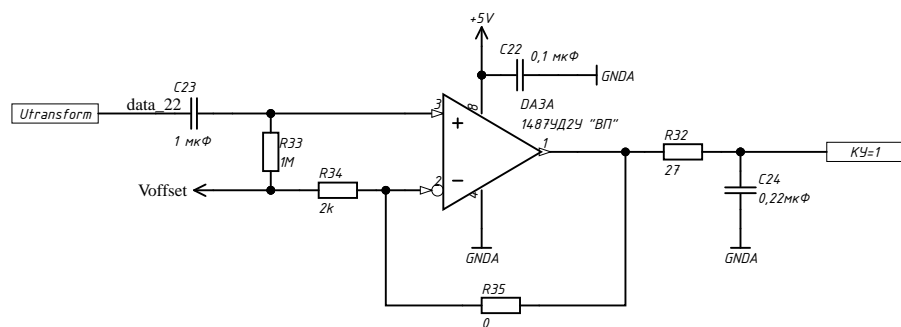 +5V
C22
0,1 мкФ
GNDA
C23
Utransform
data_22
1 мкФ
3
8
DA3A
1487УД2У "ВП"
+
1
R33
1M
R32
27
КУ=1
Voffset
R34
2k
2
−
4
C24
0,22мкФ
GNDA
GNDA
R35
0